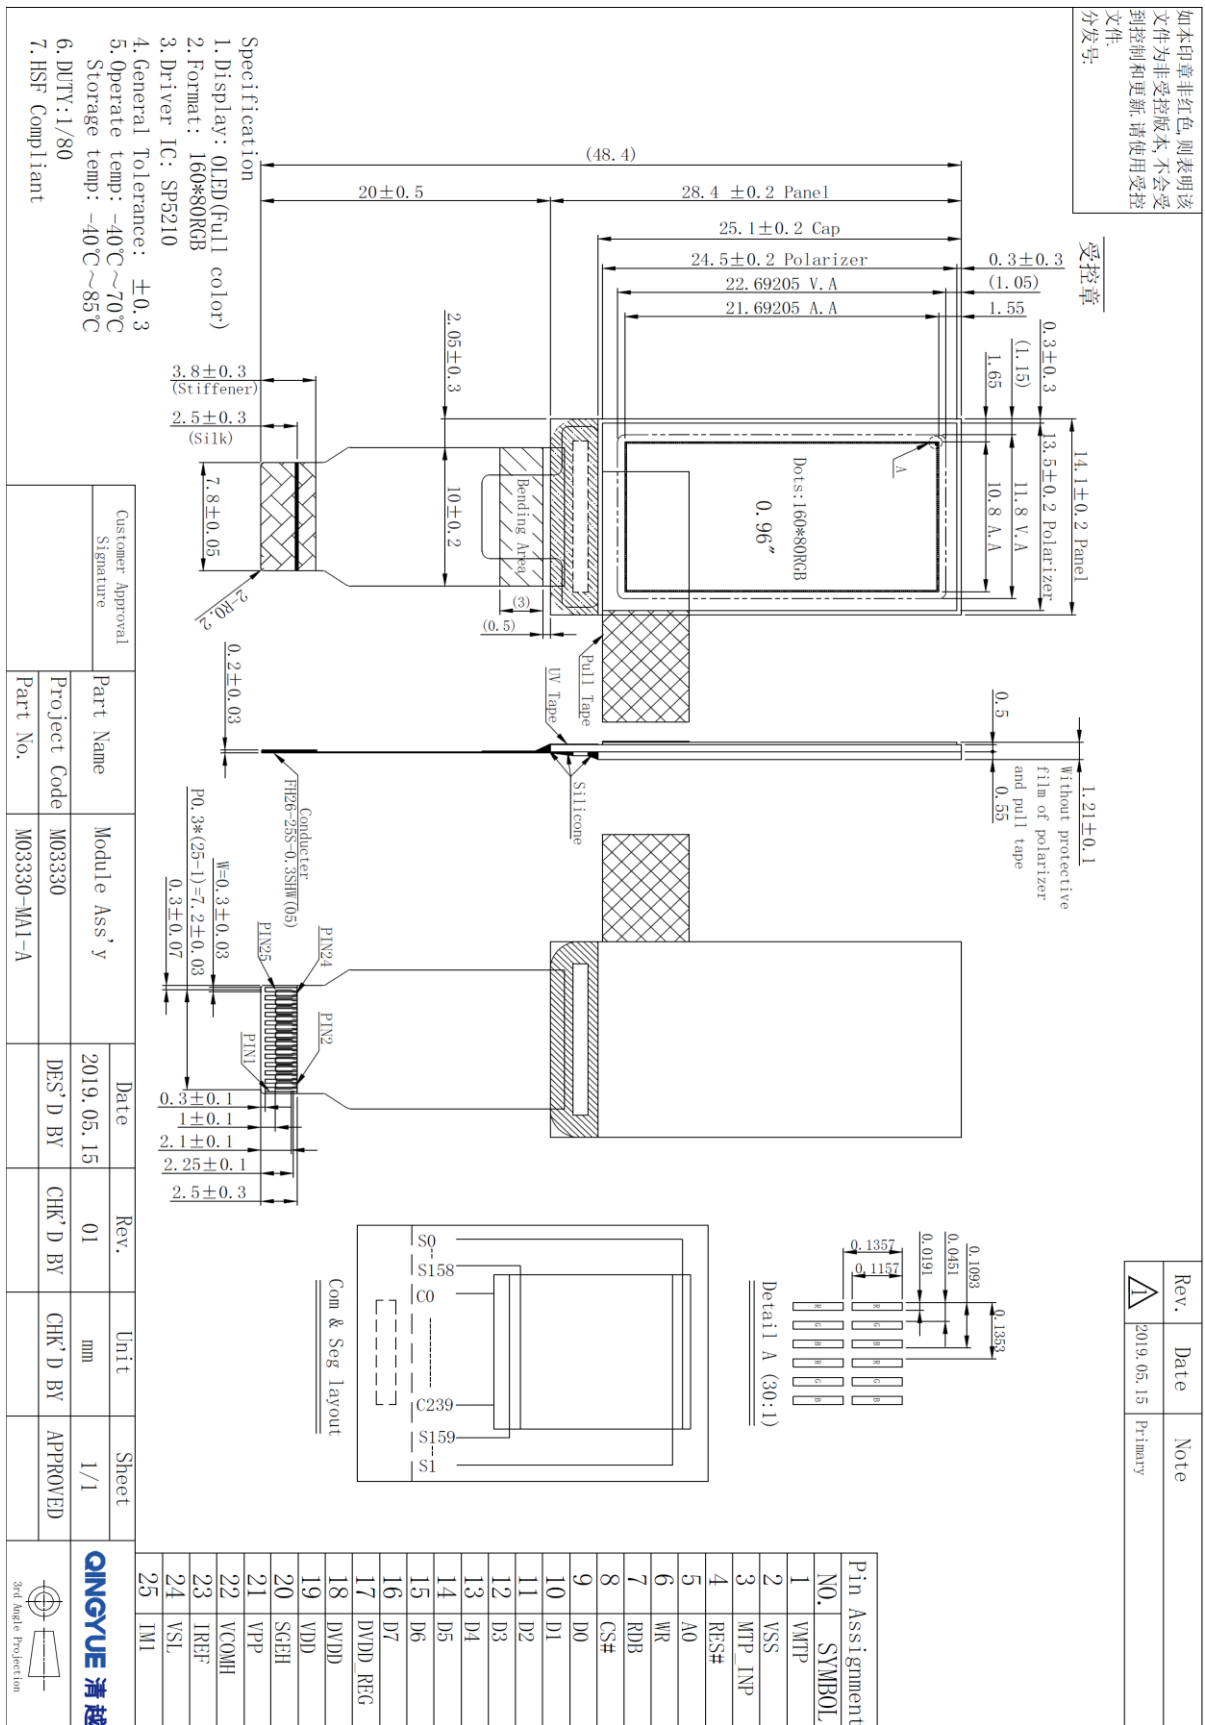 如本印章非红色,则表明该
文件为非受控版本,不会受
到控制和更新.请使用受控
文件.
分发号:
受控章
Rev. Date Note
1 2019.05.15 Primary
(48.4)
20±0.5
28.4 ±0.2 Panel
25.1±0.2 Cap
24.5±0.2 Polarizer
0.3±0.3
22.69205 V.A
(1.05)
21.69205 A.A
1.55
0.3±0.3
(1.15)
1.65
2.05±0.3
14.1±0.2 Panel
13.5±0.2 Polarizer
11.8 V.A
10.8 A.A
A
Dots:160*80RGB
0.96"
3.8±0.3
(Stiffener)
2.5±0.3
(Silk)
7.8±0.05
10±0.2
Bending Area
2-R0.2
(3)
(0.5)
Pull Tape
UV Tape
Silicone
0.2±0.03
0.5
0.55
1.21±0.1
Without protective
film of polarizer
and pull tape
Conducter
FH26-25S-0.3SHW(05)
P0.3*(25-1)=7.2±0.03
W=0.3±0.03
0.3±0.07
PIN25
PIN24
PIN2
PIN1
0.3±0.1
1±0.1
2.1±0.1
2.25±0.1
2.5±0.3
S0
S158
C0
C239
S159
S1
Com & Seg layout
0.1357
0.1157
0.0191
0.0451
0.1093
0.1353
R G B R G B
R G B R G B
Detail A (30:1)
Specification
1.Display: OLED(Full color)
2.Format: 160*80RGB
3.Driver IC: SP5210
4.General Tolerance: ±0.3
5.Operate temp: -40℃~70℃
Storage temp: -40℃~85℃
6.DUTY:1/80
7.HSF Compliant
Pin Assignment
NO. SYMBOL
1 VMTP
2 VSS
3 MTP_INP
4 RES#
5 A0
6 WR
7 RDB
8 CS#
9 D0
10 D1
11 D2
12 D3
13 D4
14 D5
15 D6
16 D7
17 DVDD_REG
18 DVDD
19 VDD
20 SGEH
21 VPP
22 VCOMH
23 IREF
24 VSL
25 IM1
Customer Approval
Signature
Part Name Module Ass'y
Project Code M03330
Part No. M03330-MA1-A
Date Rev. Unit Sheet
2019.05.15 01 mm 1/1
DES'D BY CHK'D BY CHK'D BY APPROVED
QINGYUE 清越
3rd Angle Projection